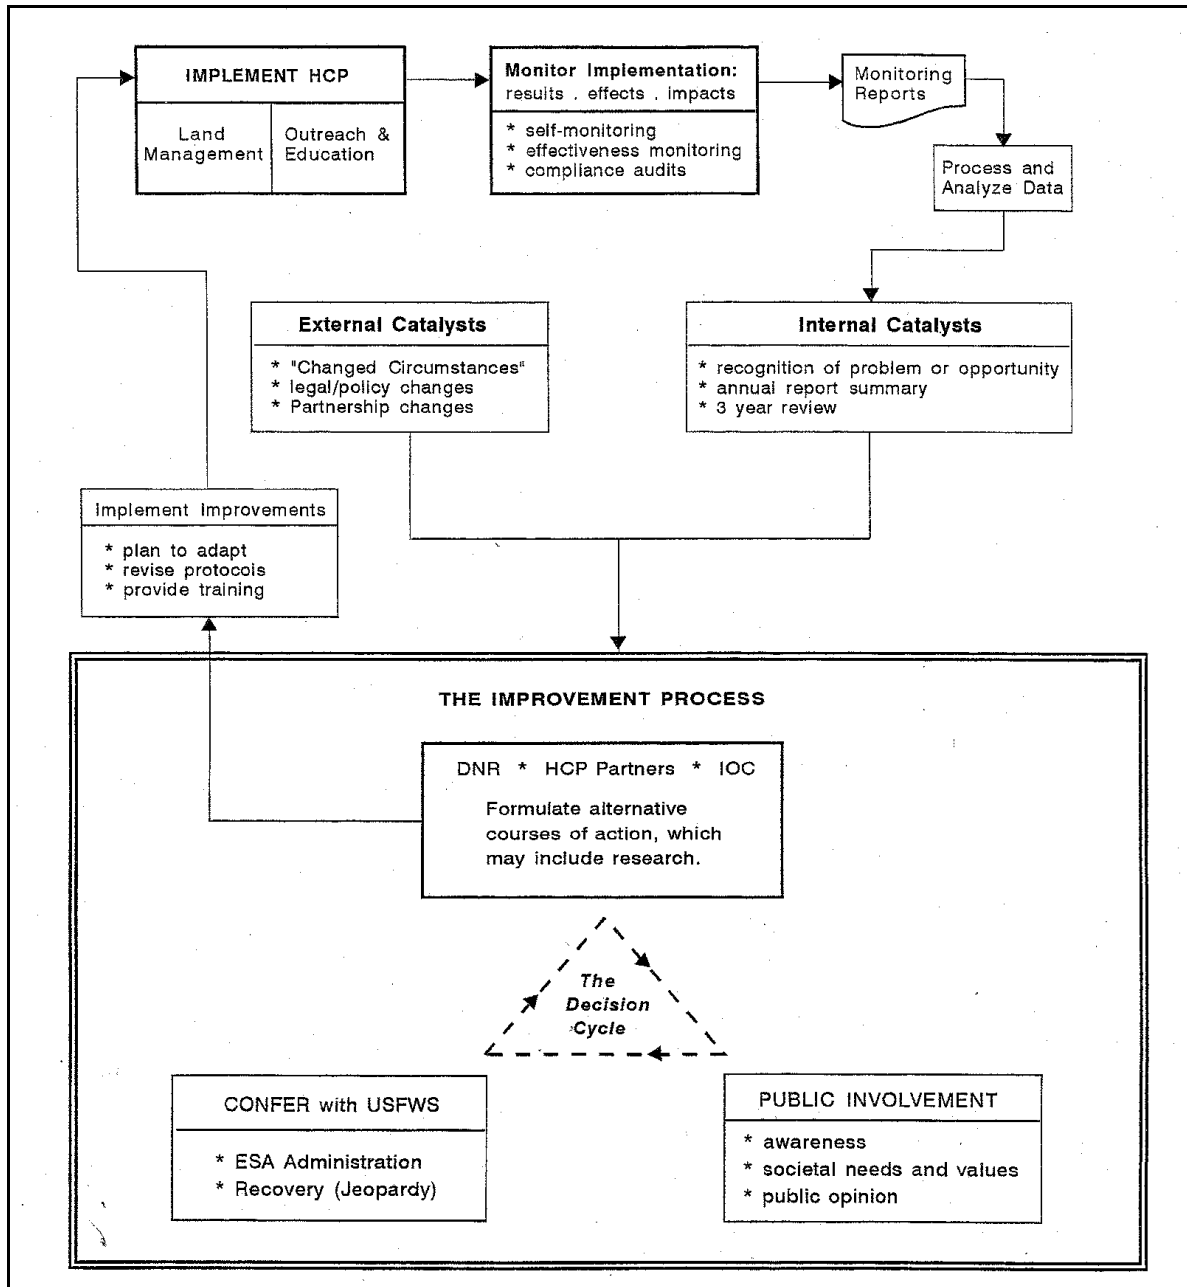 IMPLEMENT HCP
Land
Management
Outreach &
Education
Monitor Implementation:
results , effects , impacts
* self-monitoring
* effectiveness monitoring
* compliance audits
Monitoring
Reports
Process and
Analyze Data
External Catalysts
* "Changed Circumstances"
* legal/policy changes
* Partnership changes
Internal Catalysts
* recognition of problem or opportunity
* annual report summary
* 3 year review
Implement Improvements
* plan to adapt
* revise protocols
* provide training
THE IMPROVEMENT PROCESS
DNR * HCP Partners * IOC
Formulate alternative
courses of action, which
may include research.
The
Decision
Cycle
CONFER with USFWS
* ESA Administration
* Recovery (Jeopardy)
PUBLIC INVOLVEMENT
* awareness
* societal needs and values
* public opinion